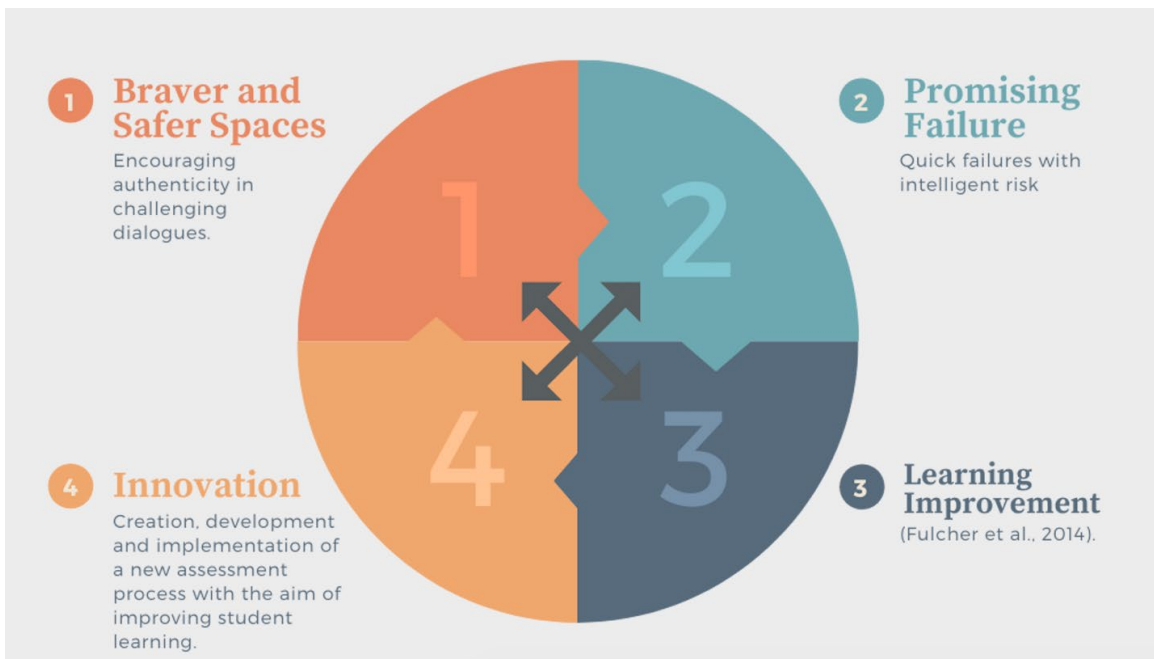 1
Braver and
Safer Spaces
Encouraging
authenticity in
challenging
dialogues.
2
Promising
Failure
Quick failures with
intelligent risk
1
2
4
3
4
Innovation
Creation, development
and implementation of
a new assessment
process with the aim of
improving student
learning.
3
Learning
Improvement
(Fulcher et al., 2014).